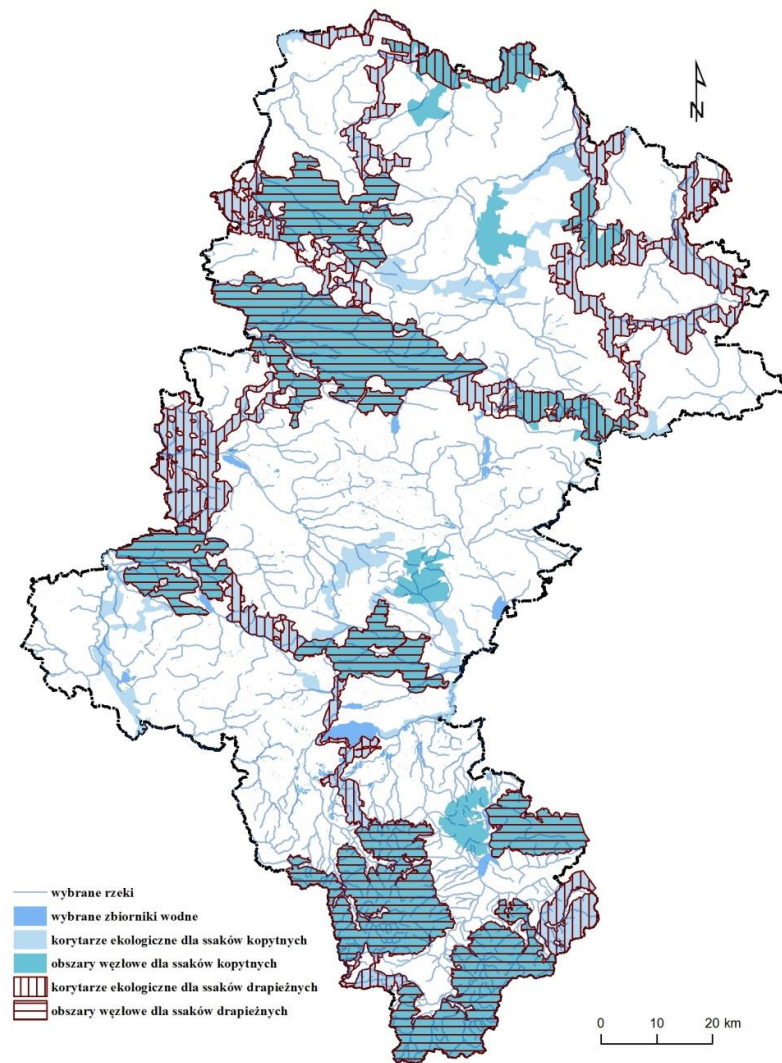 N
wybrane rzeki
wybrane zbiorniki wodne
korytarze ekologiczne dla ssaków kopytnych
obszary węzłowe dla ssaków kopytnych
korytarze ekologiczne dla ssaków drapieżnych
obszary węzłowe dla ssaków drapieżnych
0 10 20 km